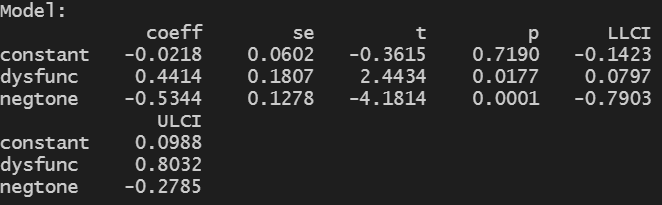 Model:
coeff se t p LLCI
constant -0.0218 0.0602 -0.3615 0.7190 -0.1423
dysfunc 0.4414 0.1807 2.4434 0.0177 0.0797
negtone -0.5344 0.1278 -4.1814 0.0001 -0.7903
ULCI
constant 0.0988
dysfunc 0.8032
negtone -0.2785